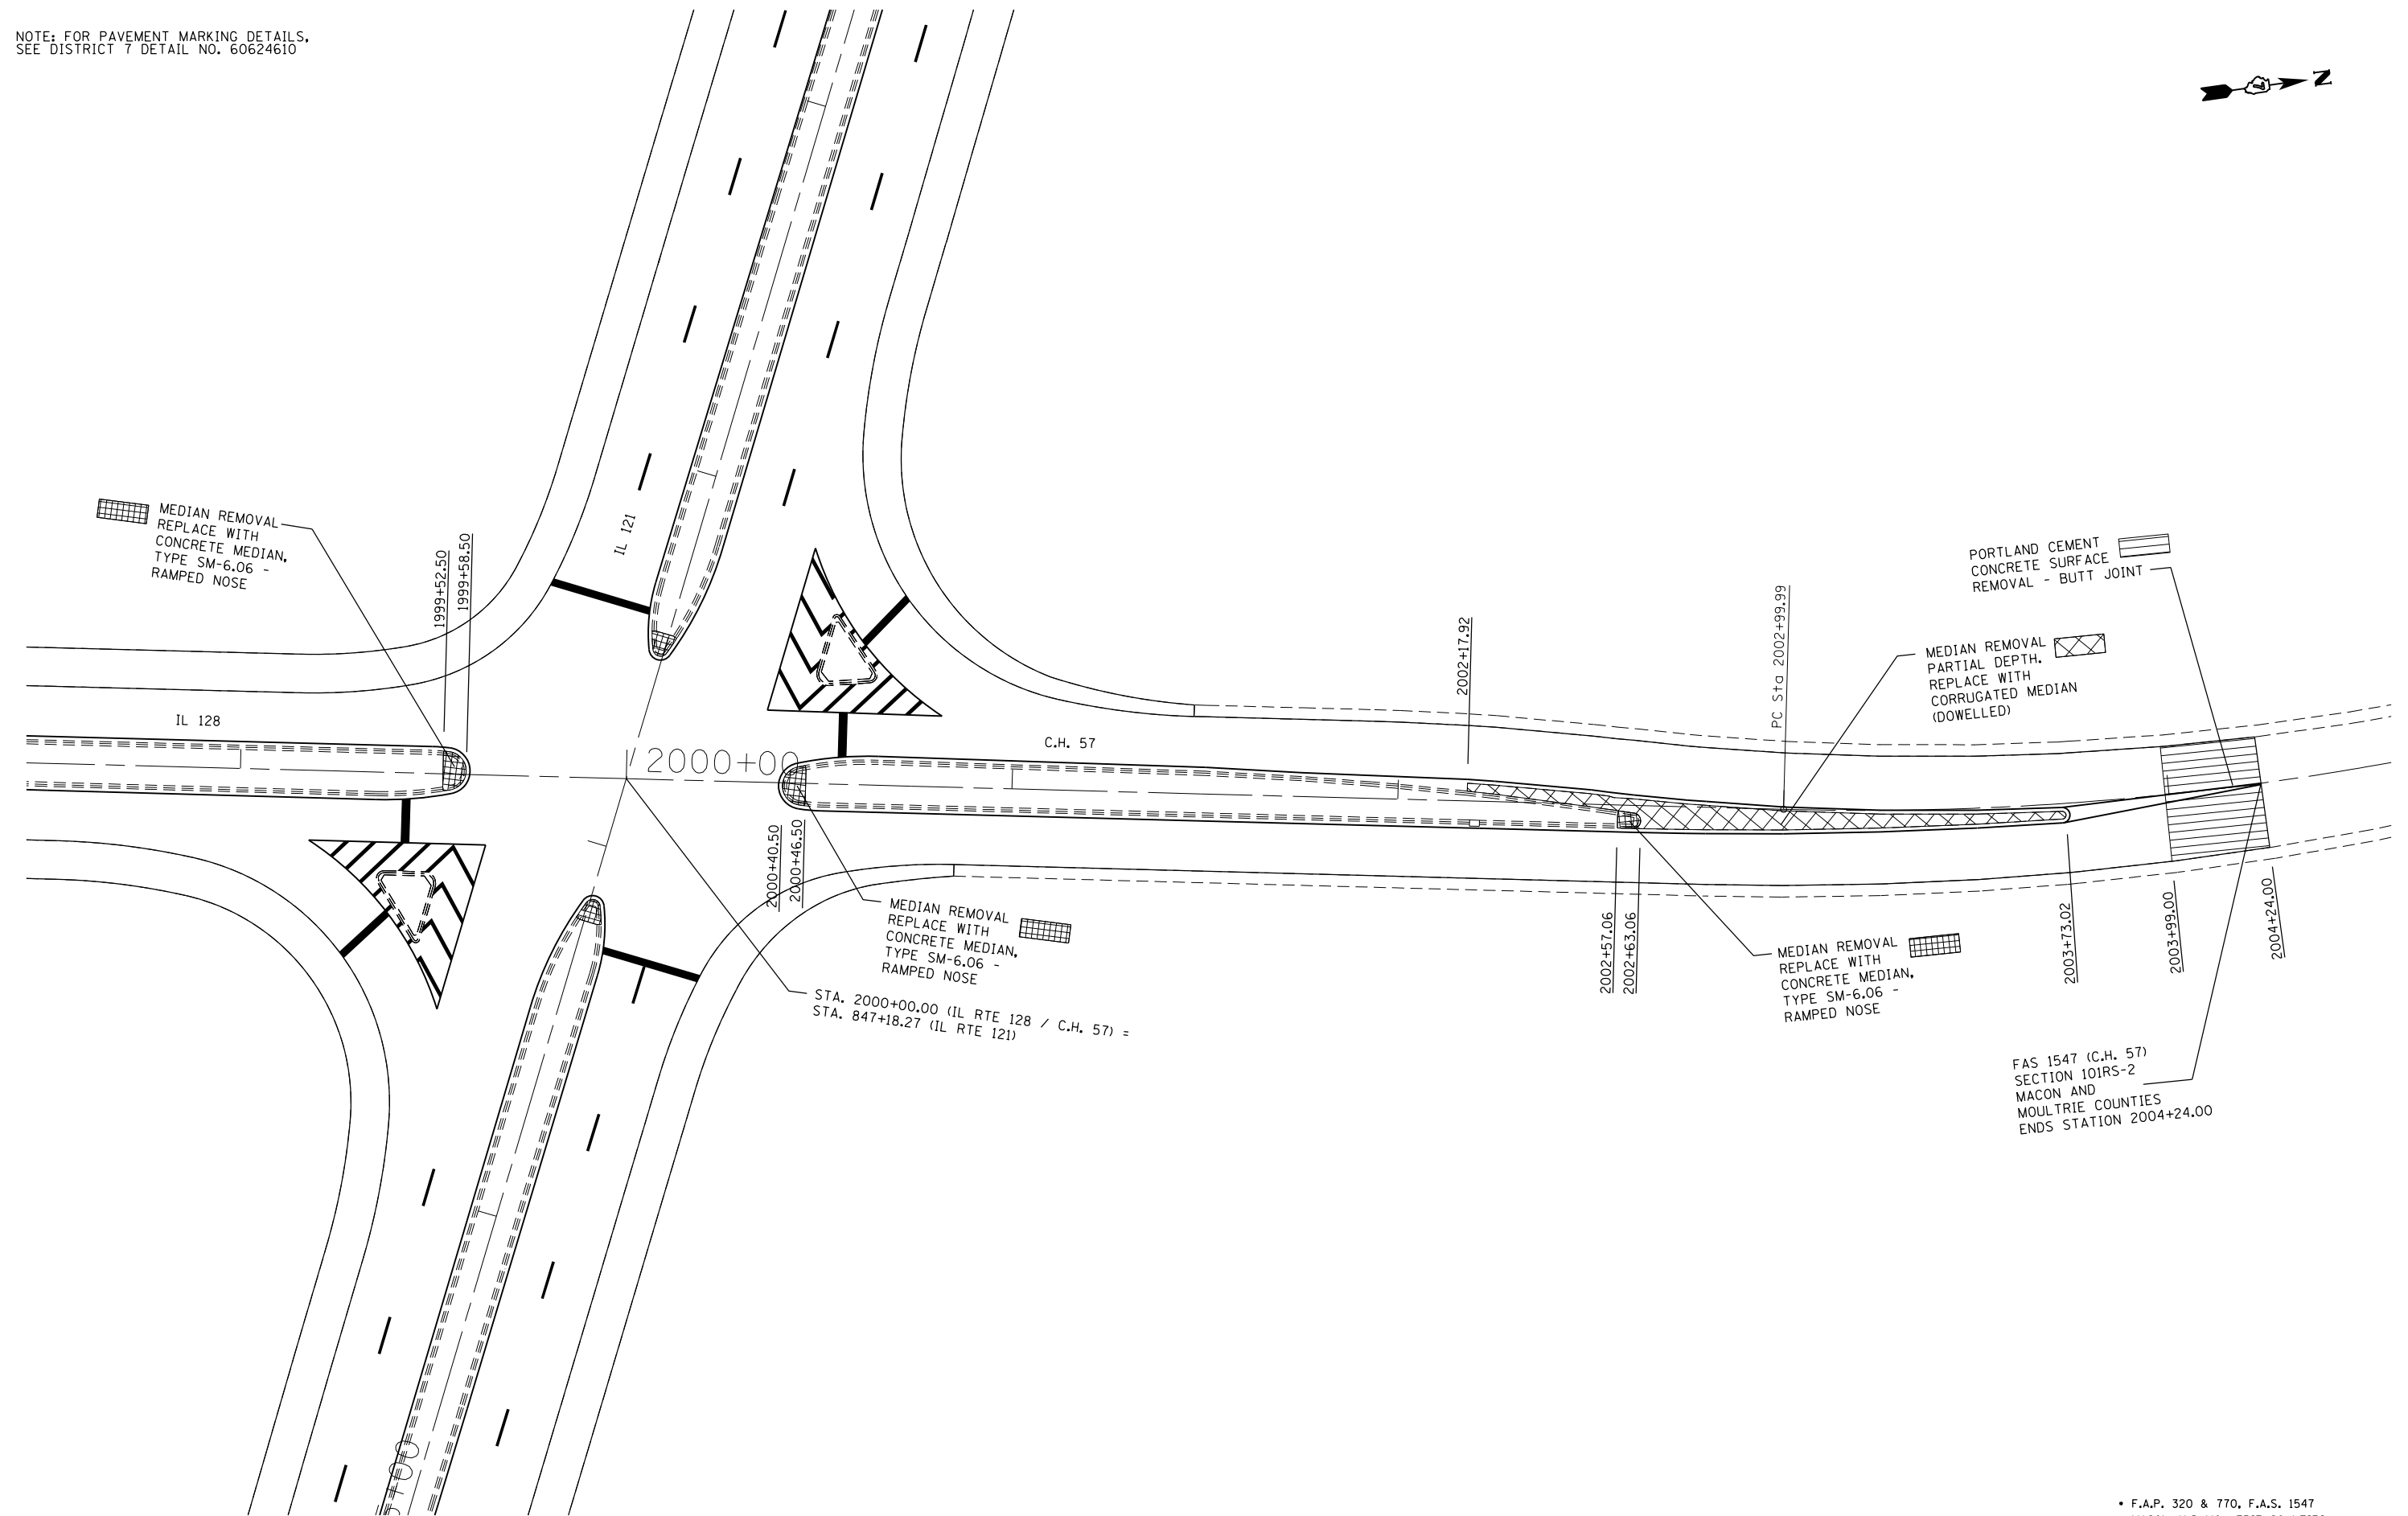 NOTE: FOR PAVEMENT MARKING DETAILS,
SEE DISTRICT 7 DETAIL NO. 60624610
N
IL 121
MEDIAN REMOVAL
REPLACE WITH
CONCRETE MEDIAN,
TYPE SM-6.06 -
RAMPED NOSE
1999+52.50
1999+58.50
IL 128
2000+00
C.H. 57
2002+17.92
PC Sta 2002+99.99
PORTLAND CEMENT
CONCRETE SURFACE
REMOVAL - BUTT JOINT
MEDIAN REMOVAL
PARTIAL DEPTH.
REPLACE WITH
CORRUGATED MEDIAN
(DOWELLED)
2000+40.50
2000+46.50
MEDIAN REMOVAL
REPLACE WITH
CONCRETE MEDIAN,
TYPE SM-6.06 -
RAMPED NOSE
STA. 2000+00.00 (IL RTE 128 / C.H. 57) =
STA. 847+18.27 (IL RTE 121)
2002+57.06
2002+63.06
MEDIAN REMOVAL
REPLACE WITH
CONCRETE MEDIAN,
TYPE SM-6.06 -
RAMPED NOSE
2003+73.02
2003+99.00
2004+24.00
FAS 1547 (C.H. 57)
SECTION 101RS-2
MACON AND
MOULTRIE COUNTIES
ENDS STATION 2004+24.00
• F.A.P. 320 & 770, F.A.S. 1547